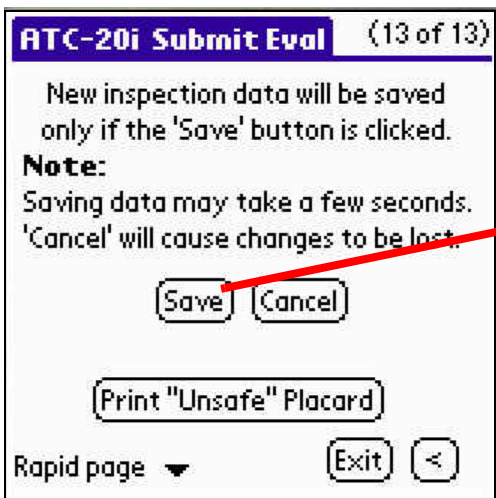 ATC-20i Submit Eval (13 of 13)
New inspection data will be saved
only if the 'Save' button is clicked.
Note:
Saving data may take a few seconds.
'Cancel' will cause changes to be lost.
Save Cancel
Print "Unsafe" Placard
Rapid page Exit <